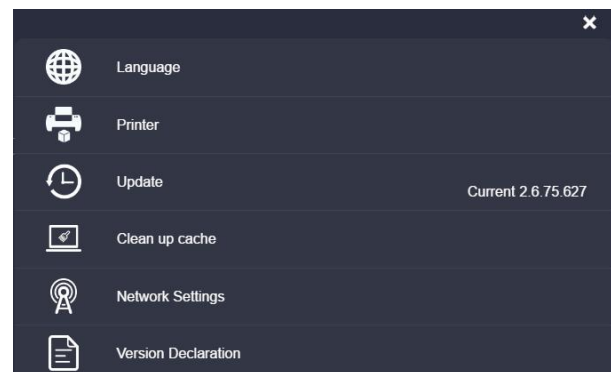 Language
Printer
Update
Current 2.6.75.627
Clean up cache
Network Settings
Version Declaration